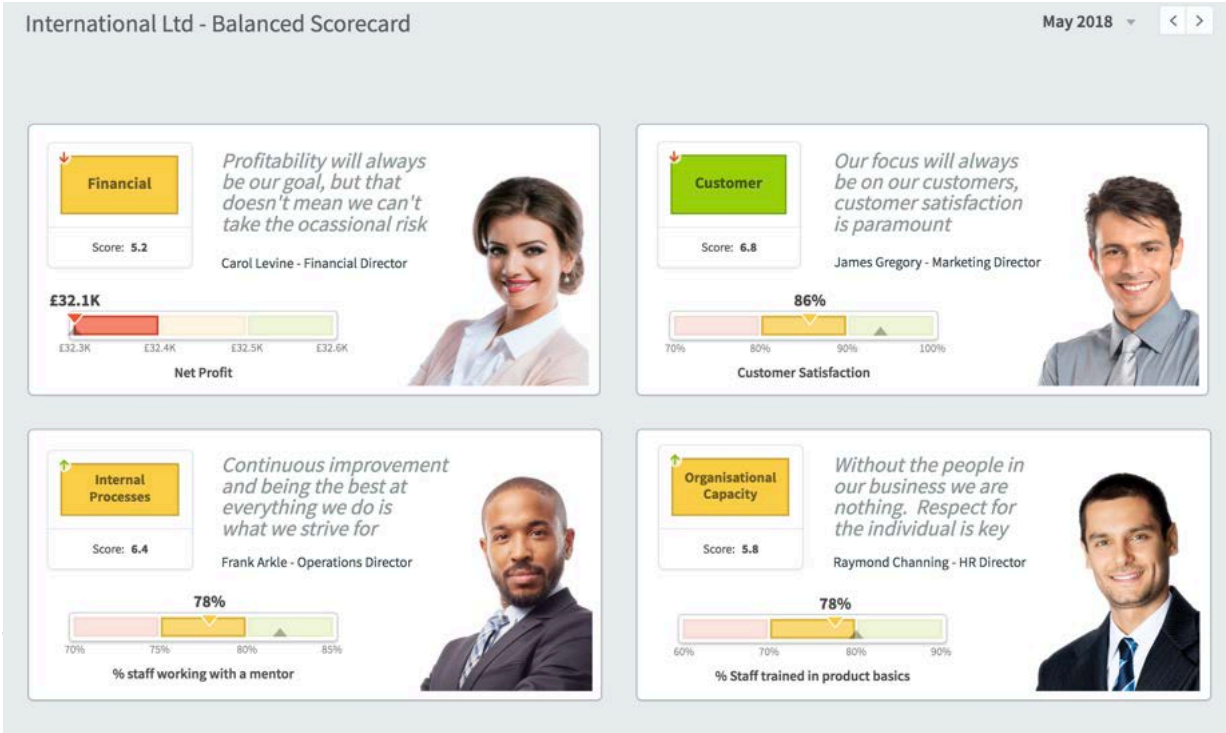 International Ltd - Balanced Scorecard
May 2018
Financial
Score: 5.2
Profitability will always
be our goal, but that
doesn't mean we can't
take the ocassional risk
Carol Levine - Financial Director
£32.1K
£32.3K £32.4K £32.5K £32.6K
Net Profit
Customer
Score: 6.8
Our focus will always
be on our customers,
customer satisfaction
is paramount
James Gregory - Marketing Director
86%
70% 80% 90% 100%
Customer Satisfaction
Internal
Processes
Score: 6.4
Continuous improvement
and being the best at
everything we do is
what we strive for
Frank Arkle - Operations Director
78%
70% 75% 80% 85%
% staff working with a mentor
Organisational
Capacity
Score: 5.8
Without the people in
our business we are
nothing. Respect for
the individual is key
Raymond Channing - HR Director
78%
60% 70% 80% 90%
% Staff trained in product basics